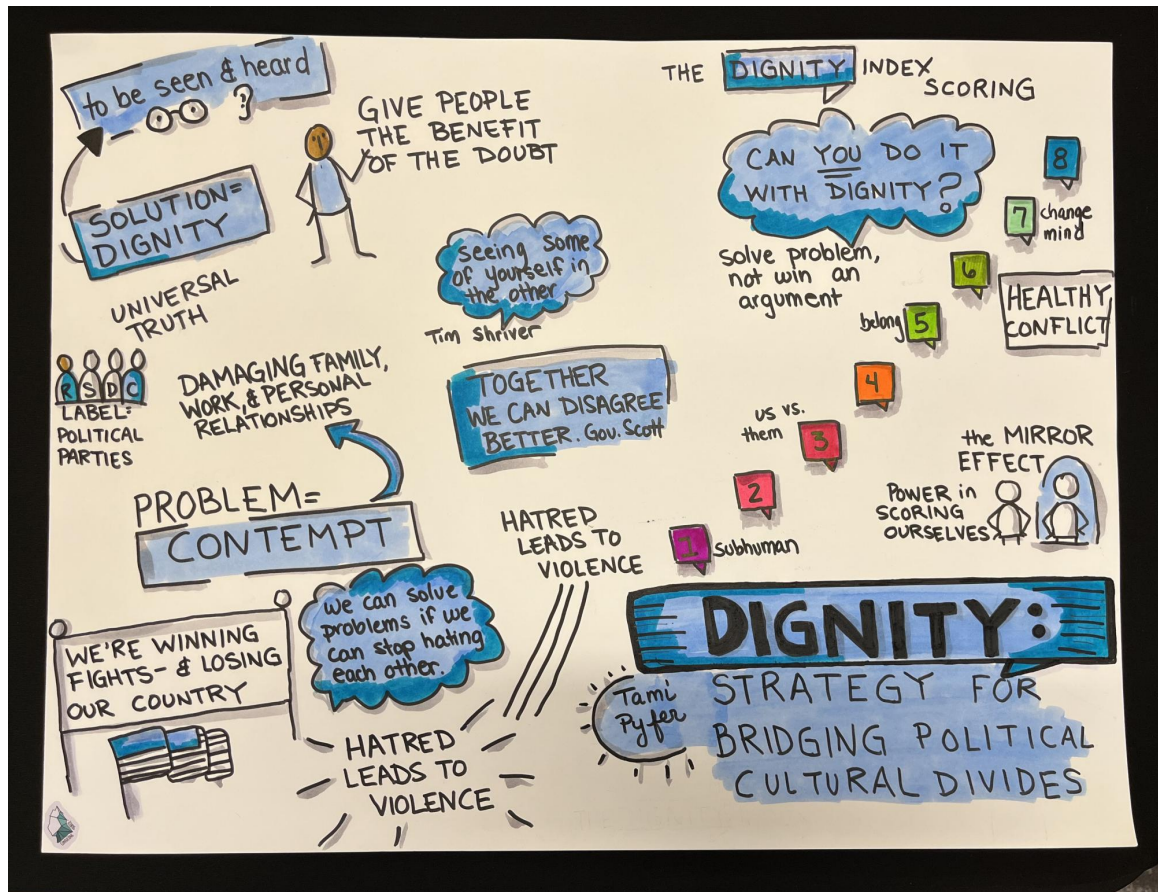 to be seen & heard
GIVE PEOPLE
THE BENEFIT
OF THE DOUBT
SOLUTION=
DIGNITY
UNIVERSAL
TRUTH
R S D C
LABEL:
POLITICAL
PARTIES
DAMAGING FAMILY,
WORK, & PERSONAL
RELATIONSHIPS
PROBLEM=
CONTEMPT
WE'RE WINNING
FIGHTS- & LOSING
OUR COUNTRY
we can solve
problems if we
can stop hating
each other.
HATRED
LEADS TO
VIOLENCE
HATRED
LEADS TO
VIOLENCE
seeing some
of yourself in
the other
Tim Shriver
TOGETHER
WE CAN DISAGREE
BETTER. Gov. Scott
THE DIGNITY INDEX
SCORING
CAN YOU DO IT
WITH DIGNITY?
solve problem,
not win an
argument
8
7 change
mind
6
HEALTHY
CONFLICT
belong 5
4
us vs.
them 3
2
1 subhuman
the MIRROR
EFFECT
POWER in
SCORING
OURSELVES
DIGNITY:
Tami
Pyfer
STRATEGY FOR
BRIDGING POLITICAL
CULTURAL DIVIDES